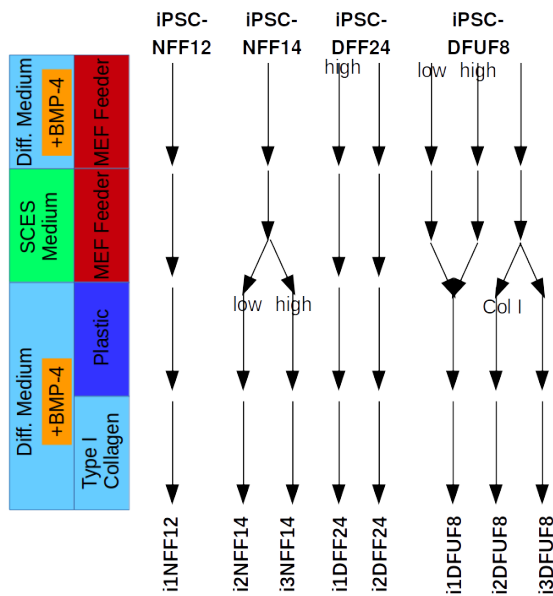 iPSC-
NFF12
iPSC-
NFF14
iPSC-
DFF24
iPSC-
DFUF8
high
low
high
Diff. Medium
+BMP-4
MEF Feeder
SCES
Medium
MEF Feeder
low
high
Col I
Diff. Medium
+BMP-4
Plastic
Type I
Collagen
i1NFF12
i2NFF14
i3NFF14
i1DFF24
i2DFF24
i1DFUF8
i2DFUF8
i3DFUF8